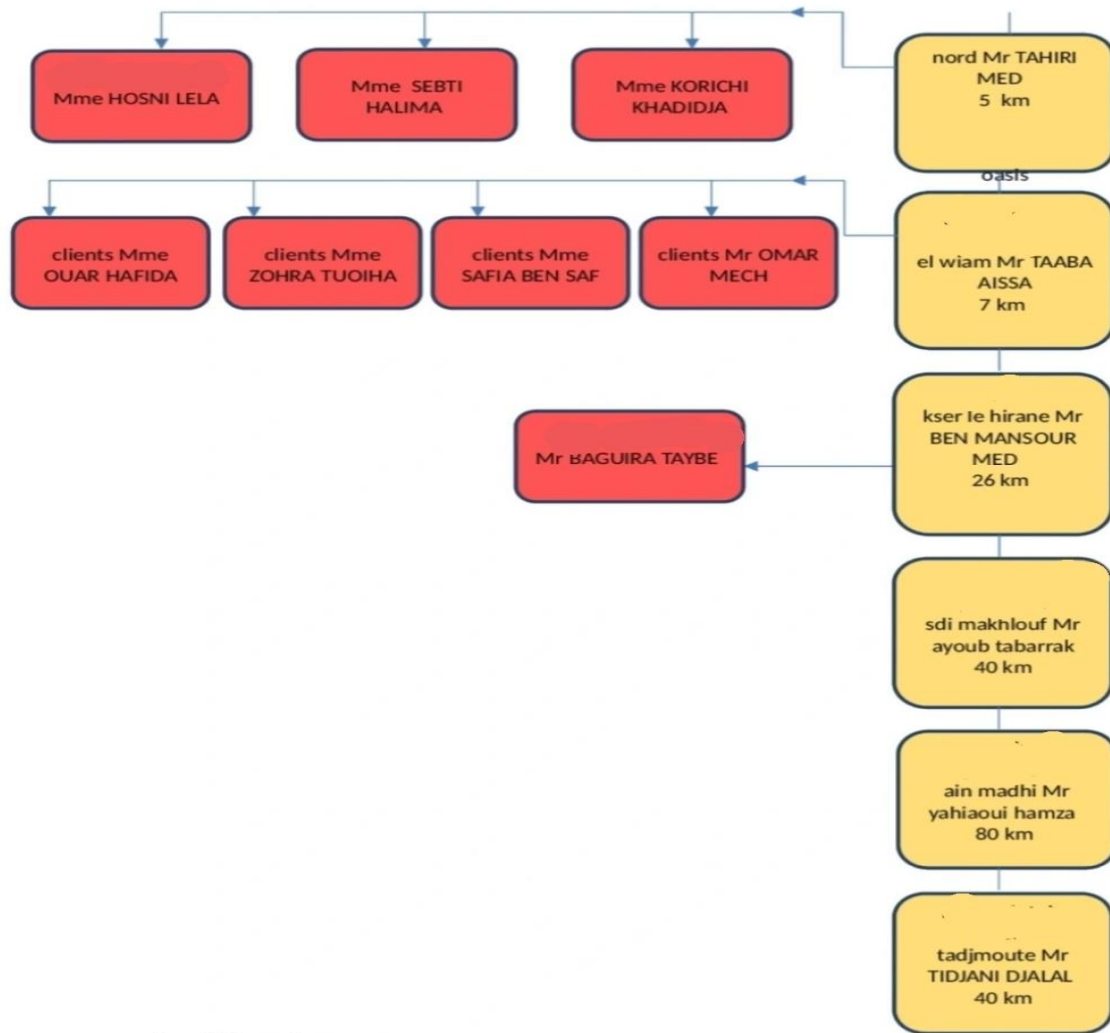 nord Mr TAHIRI
MED
5 km
Mme HOSNI LELA
Mme SEBTI
HALIMA
Mme KORICHI
KHADIDJA
oasis
el wiam Mr TAABA
AISSA
7 km
clients Mme
OUAR HAFIDA
clients Mme
ZOHRA TUOIHA
clients Mme
SAFIA BEN SAF
clients Mr OMAR
MECH
kser le hirane Mr
BEN MANSOUR
MED
26 km
Mr BAGUIRA TAYBE
sdi makhlouf Mr
ayoub tabarrak
40 km
ain madhi Mr
yahiaoui hamza
80 km
tadjmoute Mr
TIDJANI DJALAL
40 km